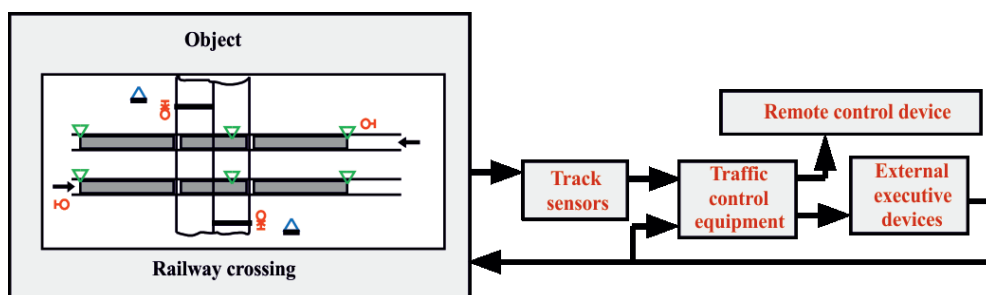 Object
Railway crossing
Track
sensors
Traffic
control
equipment
Remote control device
External
executive
devices